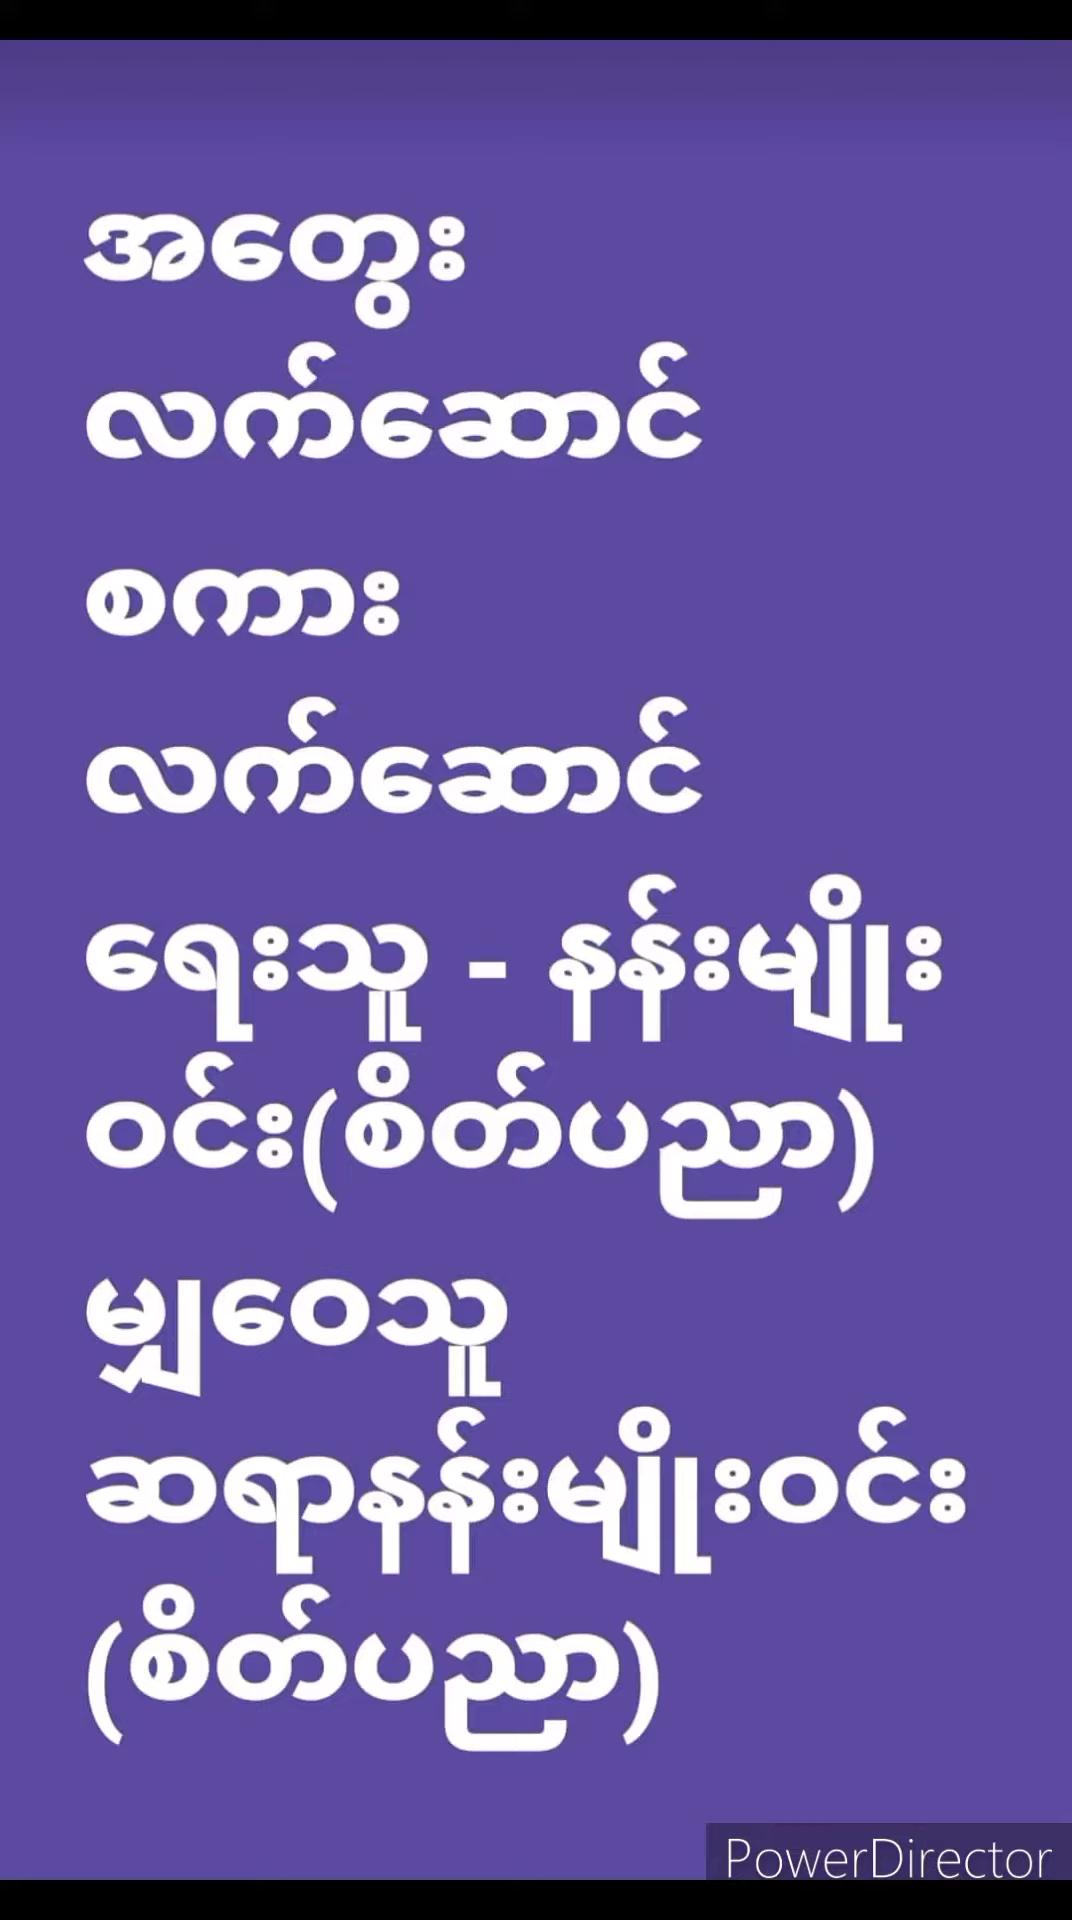 အတွေး
လက်ဆောင်
စကား
လက်ဆောင်
ရေးသူ - နန်းမျိုး
ဝင်း(စိတ်ပညာ)
မျှဝေသူ
ဆရာနန်းမျိုးဝင်း
(စိတ်ပညာ)
PowerDirector